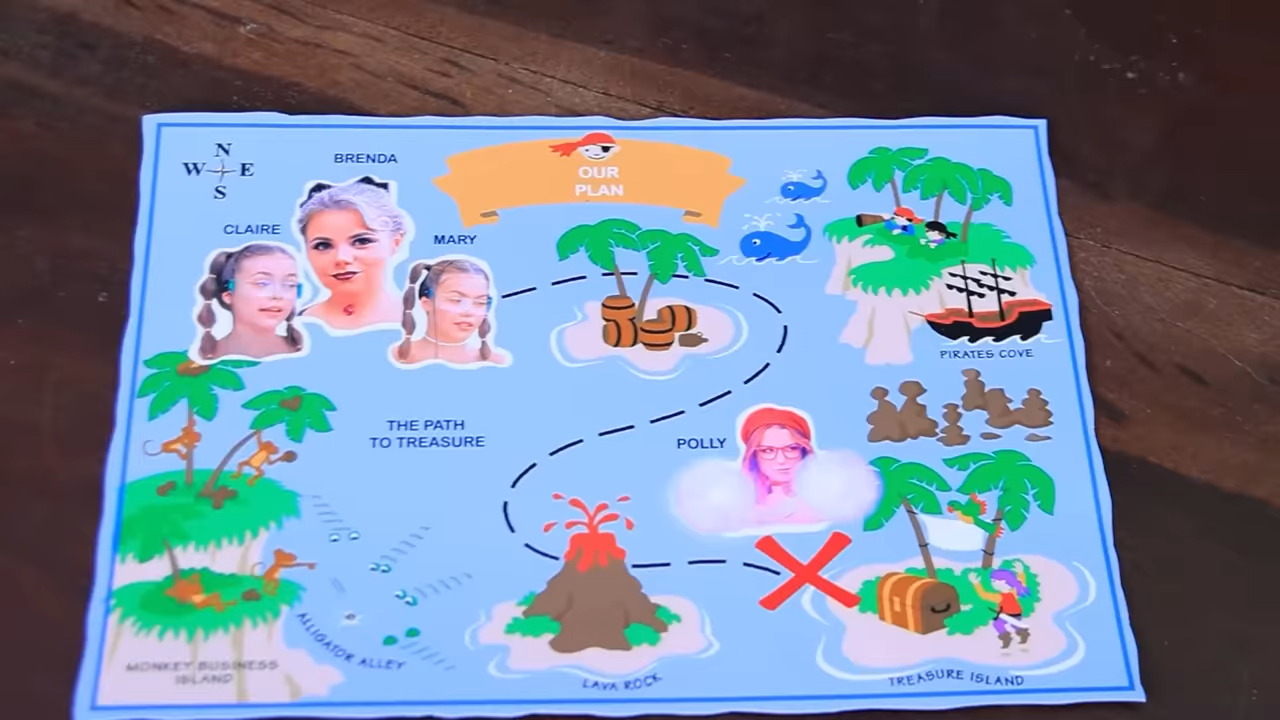 N
W E
S
BRENDA
OUR
PLAN
CLAIRE
MARY
PIRATES COVE
THE PATH
TO TREASURE
POLLY
ALLIGATOR ALLEY
MONKEY BUSINESS
ISLAND
LAVA ROCK
TREASURE ISLAND